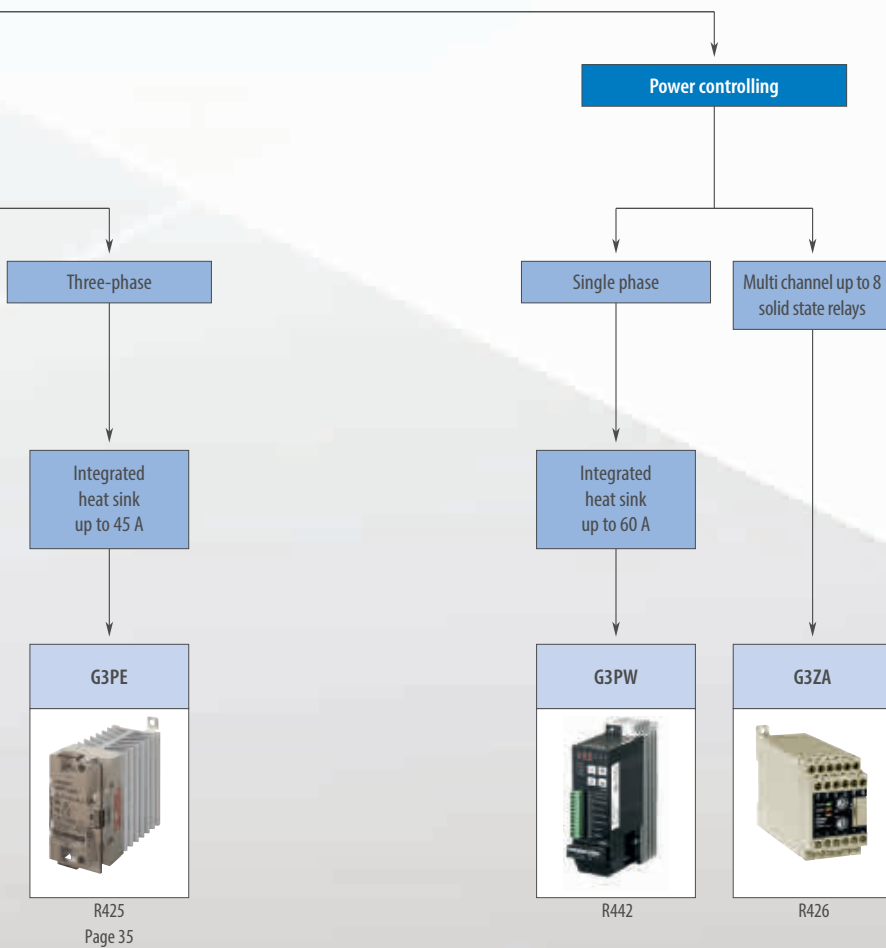 Power controlling
Three-phase
Single phase
Multi channel up to 8
solid state relays
Integrated
heat sink
up to 45 A
Integrated
heat sink
up to 60 A
G3PE
G3PW
G3ZA
R425
Page 35
R442
R426